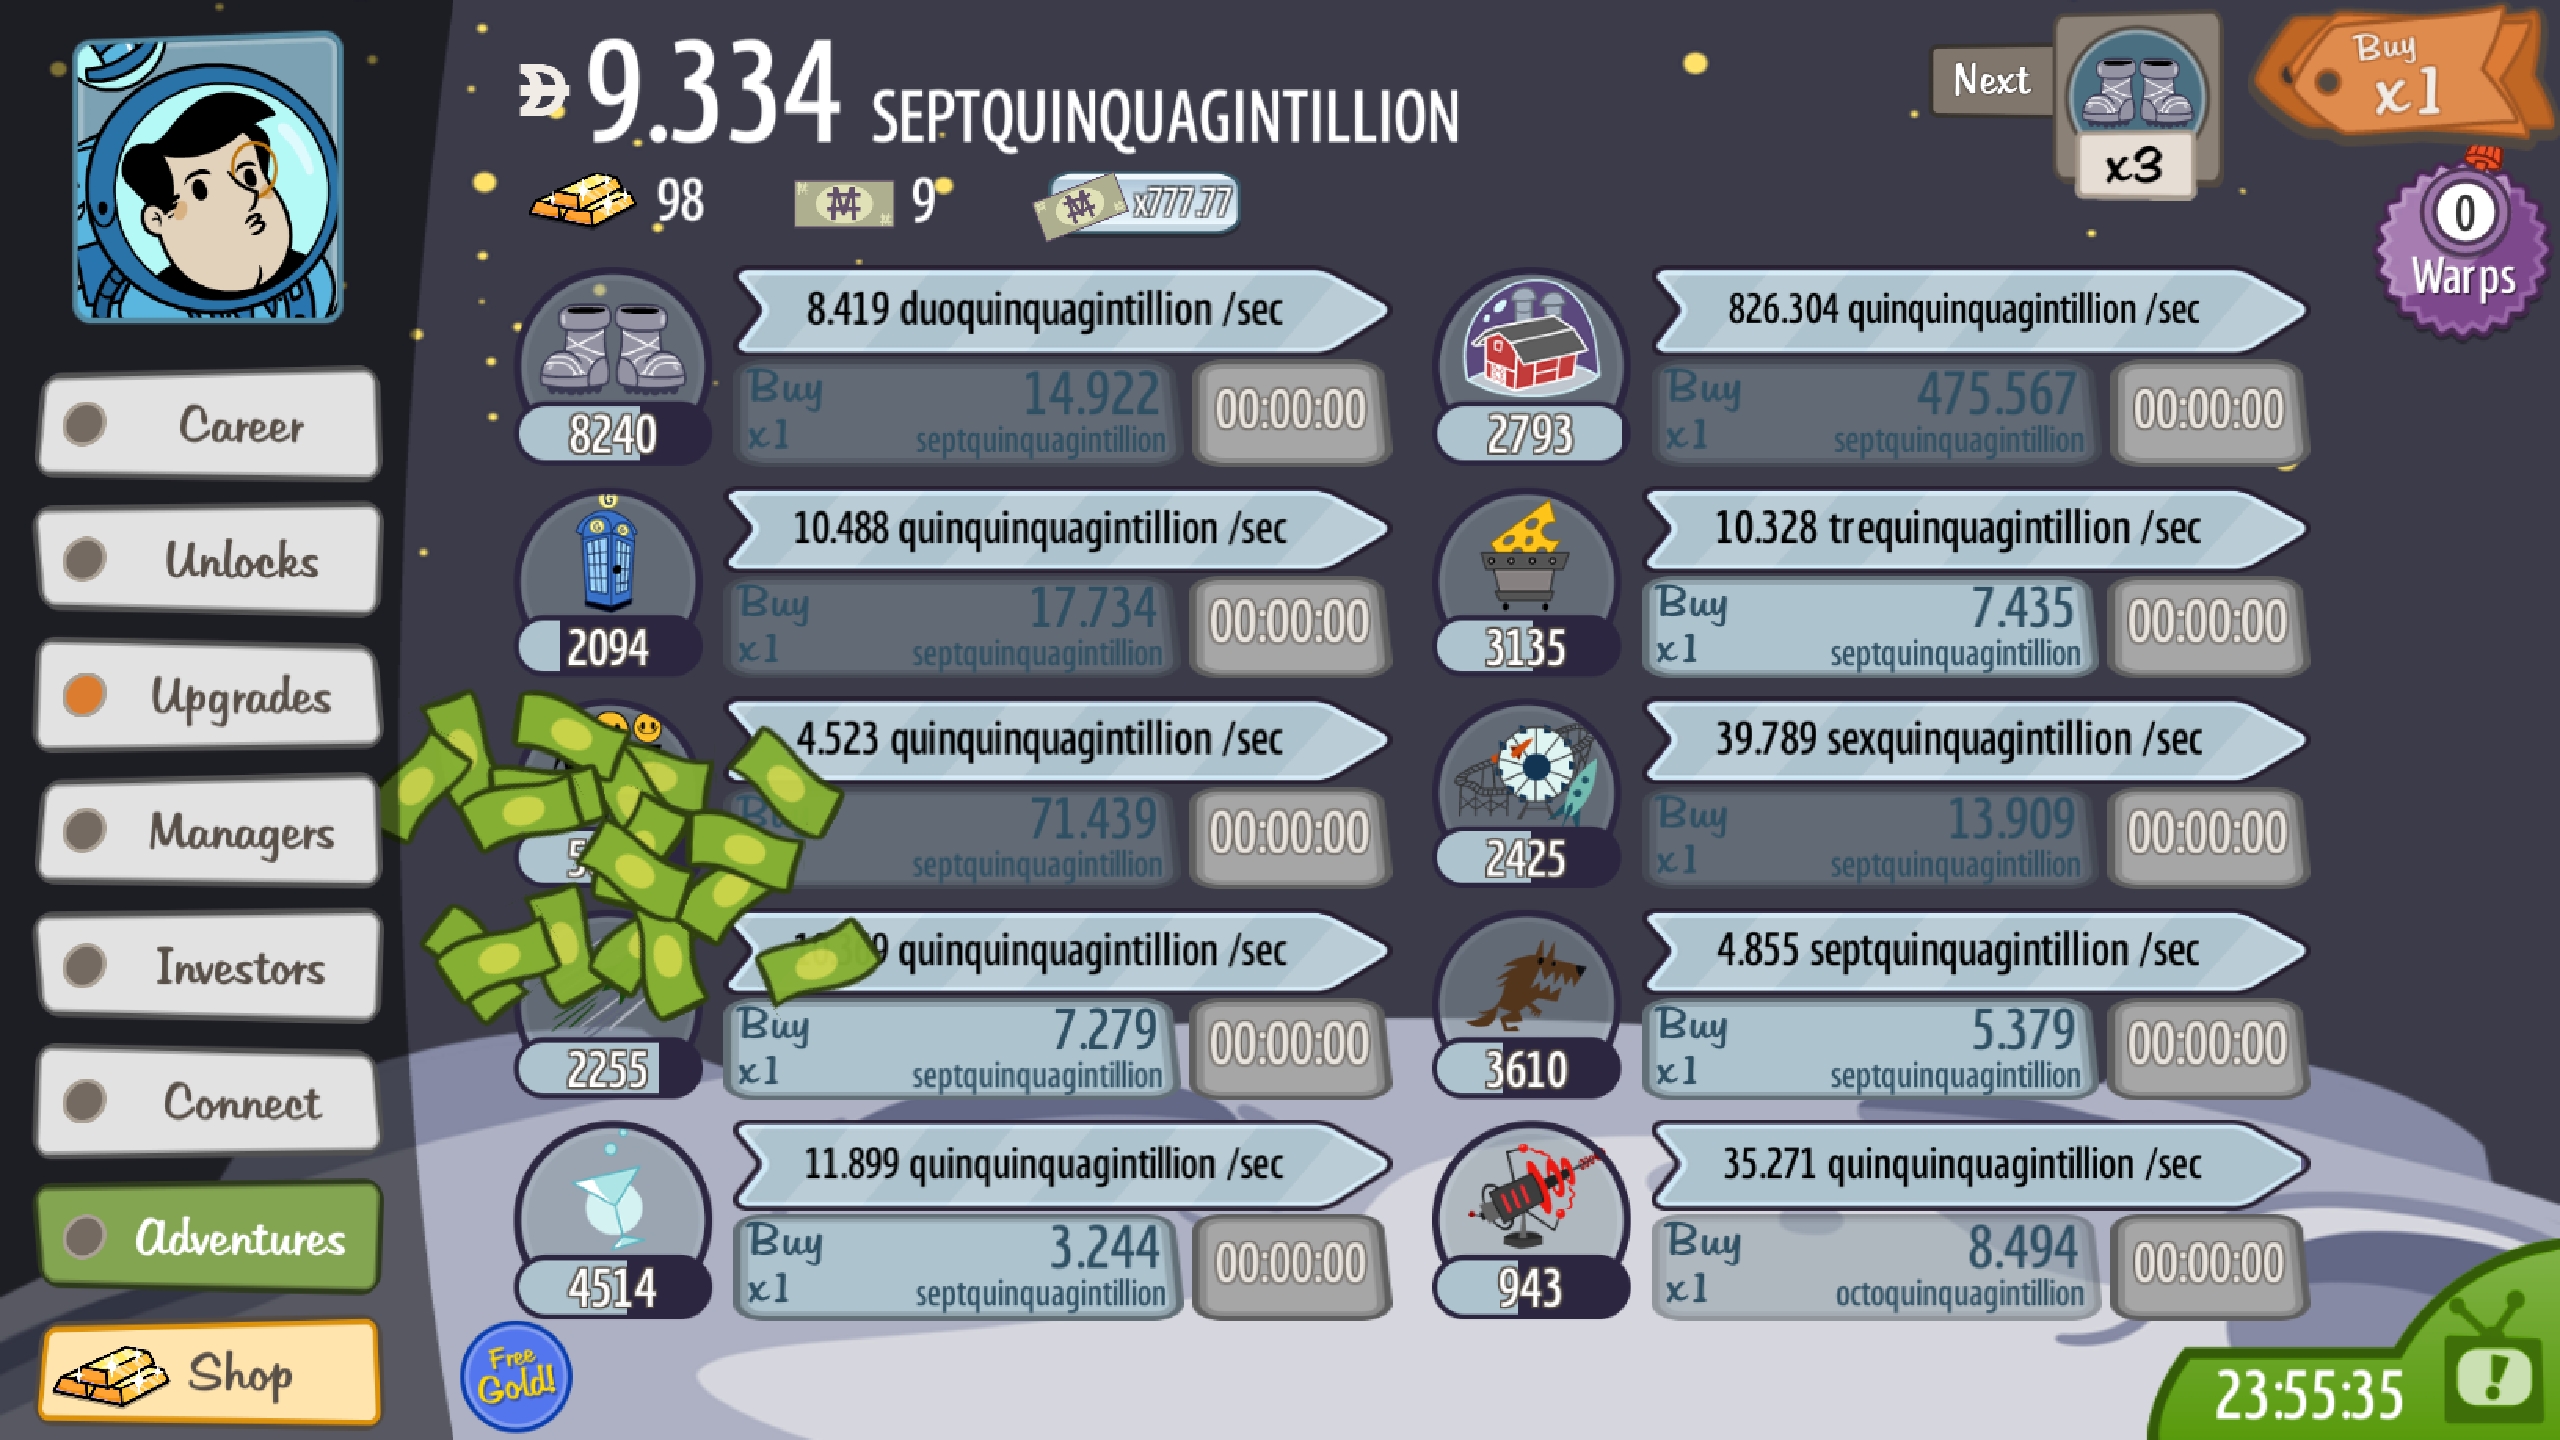 9.334 SEPTQUINQUAGINTILLION
98
9
x777.77
Next
x3
Buy
x1
0
Warps
Career
Unlocks
Upgrades
Managers
Investors
Connect
Adventures
Shop
8.419 duoquinquagintillion /sec
Buy 14.922
x1 septquinquagintillion
00:00:00
8240
826.304 quinquinquagintillion /sec
Buy 475.567
x1 septquinquagintillion
00:00:00
2793
10.488 quinquinquagintillion /sec
Buy 17.734
x1 septquinquagintillion
00:00:00
2094
10.328 trequinquagintillion /sec
Buy 7.435
x1 septquinquagintillion
00:00:00
3135
4.523 quinquinquagintillion /sec
71.439
septquinquagintillion
00:00:00
39.789 sexquinquagintillion /sec
Buy 13.909
x1 septquinquagintillion
00:00:00
2425
quinquinquagintillion /sec
Buy 7.279
x1 septquinquagintillion
00:00:00
2255
4.855 septquinquagintillion /sec
Buy 5.379
x1 septquinquagintillion
00:00:00
3610
11.899 quinquinquagintillion /sec
Buy 3.244
x1 septquinquagintillion
00:00:00
4514
35.271 quinquinquagintillion /sec
Buy 8.494
x1 octoquinquagintillion
00:00:00
943
Free
Gold!
23:55:35